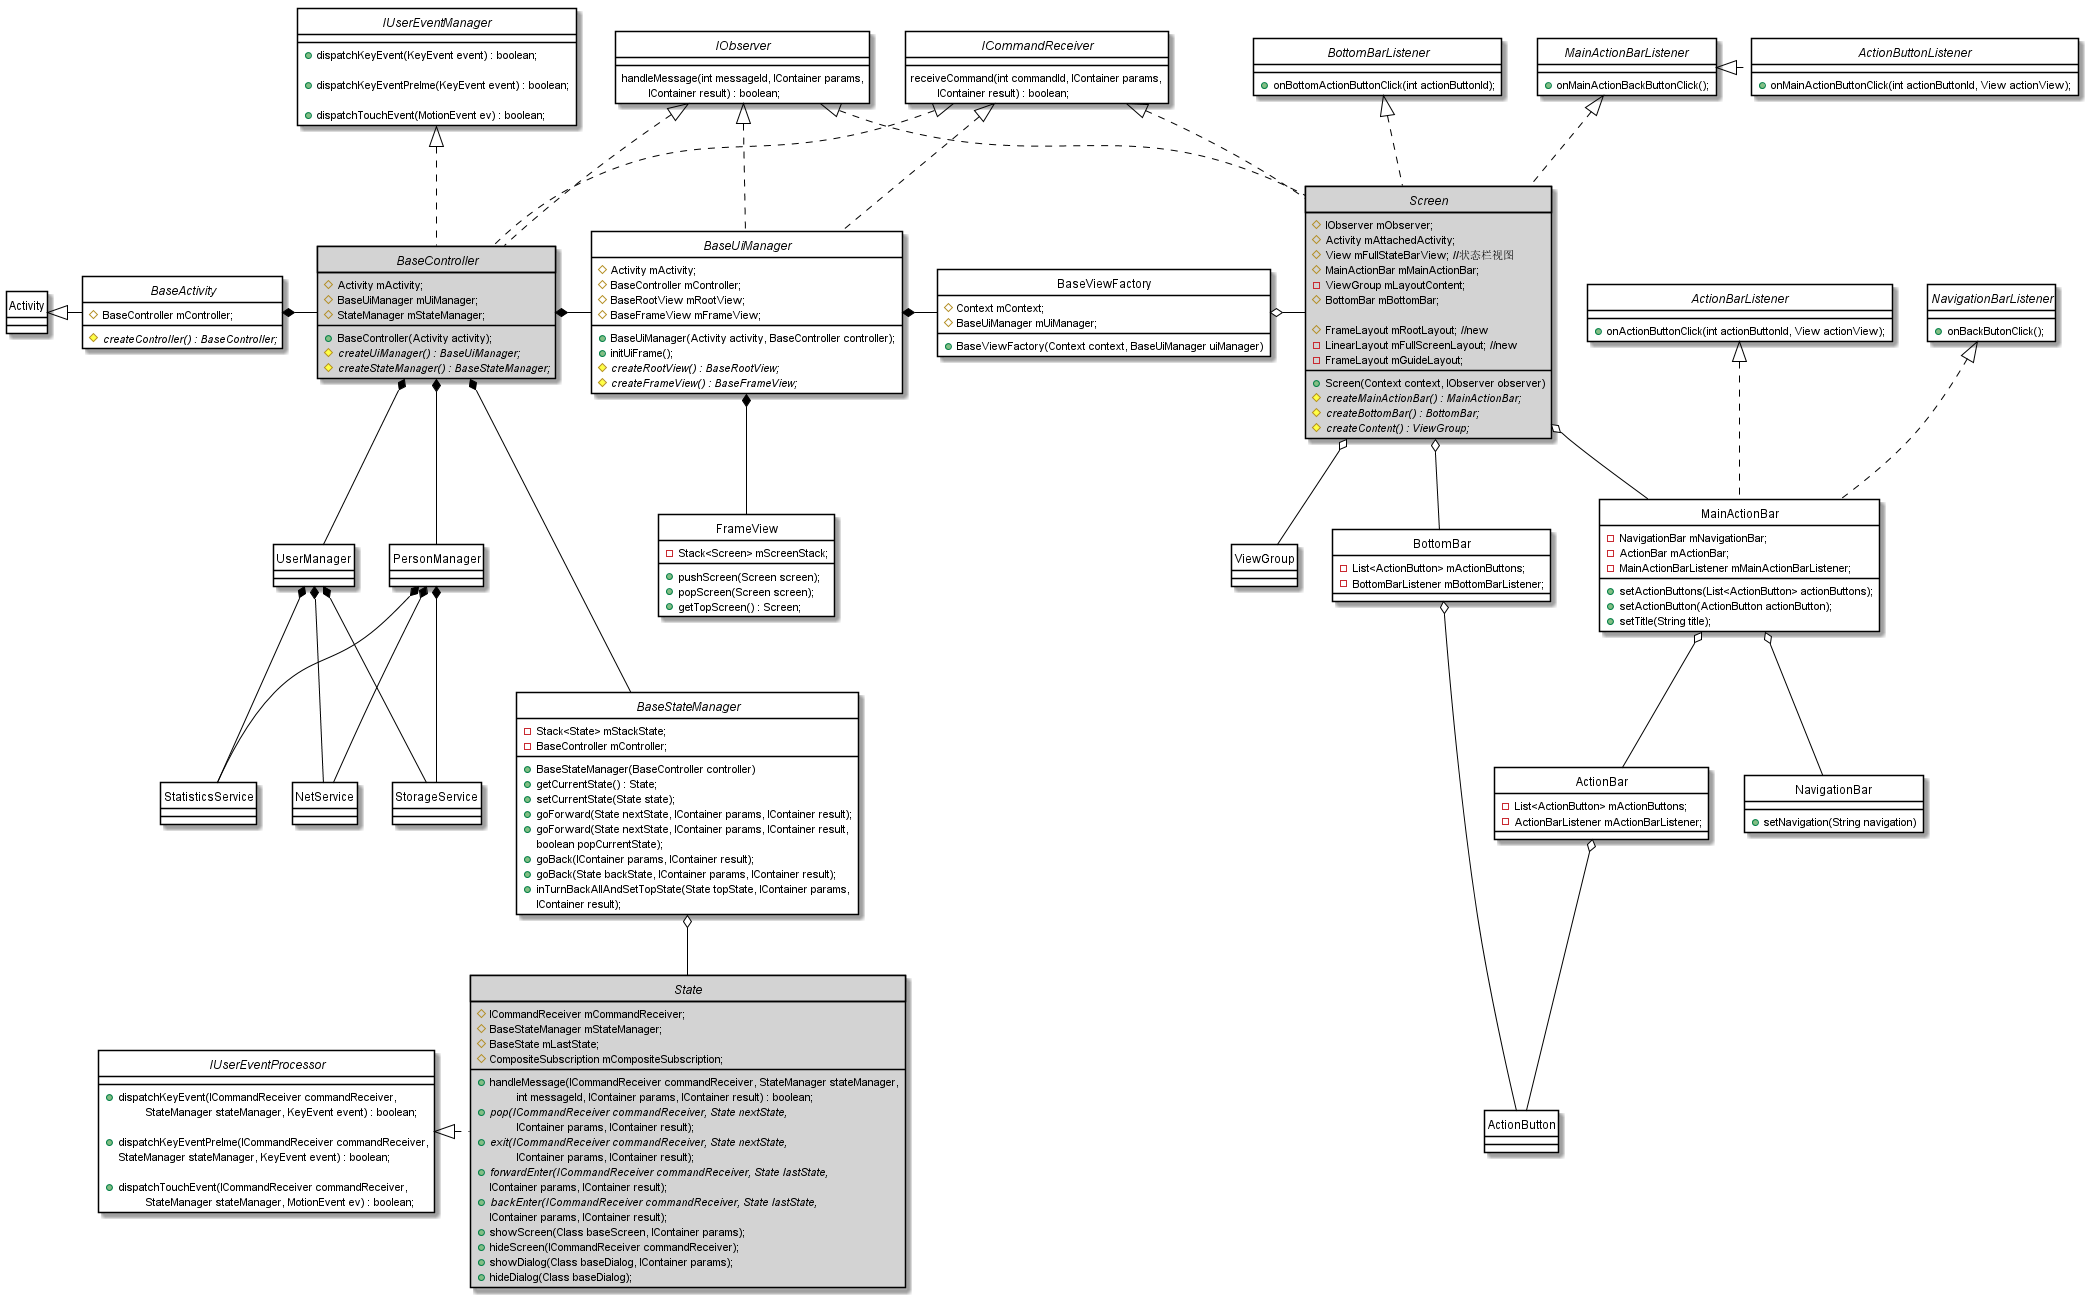 IUserEventManager
dispatchKeyEvent(KeyEvent event) : boolean;
dispatchKeyEventPreIme(KeyEvent event) : boolean;
dispatchTouchEvent(MotionEvent ev) : boolean;
IObserver
handleMessage(int messageId, IContainer params,
IContainer result) : boolean;
ICommandReceiver
receiveCommand(int commandId, IContainer params,
IContainer result) : boolean;
BottomBarListener
onBottomActionButtonClick(int actionButtonId);
MainActionBarListener
onMainActionBackButtonClick();
ActionButtonListener
onMainActionButtonClick(int actionButtonId, View actionView);
Activity
BaseActivity
BaseController mController;
createController() : BaseController;
BaseController
Activity mActivity;
BaseUiManager mUiManager;
StateManager mStateManager;
BaseController(Activity activity);
createUiManager() : BaseUiManager;
createStateManager() : BaseStateManager;
BaseUiManager
Activity mActivity;
BaseController mController;
BaseRootView mRootView;
BaseFrameView mFrameView;
BaseUiManager(Activity activity, BaseController controller);
initUiFrame();
createRootView() : BaseRootView;
createFrameView() : BaseFrameView;
BaseViewFactory
Context mContext;
BaseUiManager mUiManager;
BaseViewFactory(Context context, BaseUiManager uiManager)
Screen
IObserver mObserver;
Activity mAttachedActivity;
View mFullStateBarView; //状态栏视图
MainActionBar mMainActionBar;
ViewGroup mLayoutContent;
BottomBar mBottomBar;
FrameLayout mRootLayout; //new
LinearLayout mFullScreenLayout; //new
FrameLayout mGuideLayout;
Screen(Context context, IObserver observer)
createMainActionBar() : MainActionBar;
createBottomBar() : BottomBar;
createContent() : ViewGroup;
ActionBarListener
onActionButtonClick(int actionButtonId, View actionView);
NavigationBarListener
onBackButonClick();
UserManager
PersonManager
FrameView
Stack<Screen> mScreenStack;
pushScreen(Screen screen);
popScreen(Screen screen);
getTopScreen() : Screen;
ViewGroup
BottomBar
List<ActionButton> mActionButtons;
BottomBarListener mBottomBarListener;
MainActionBar
NavigationBar mNavigationBar;
ActionBar mActionBar;
MainActionBarListener mMainActionBarListener;
setActionButtons(List<ActionButton> actionButtons);
setActionButton(ActionButton actionButton);
setTitle(String title);
StatisticsService
NetService
StorageService
BaseStateManager
Stack<State> mStackState;
BaseController mController;
BaseStateManager(BaseController controller)
getCurrentState() : State;
setCurrentState(State state);
goForward(State nextState, IContainer params, IContainer result);
goForward(State nextState, IContainer params, IContainer result,
boolean popCurrentState);
goBack(IContainer params, IContainer result);
goBack(State backState, IContainer params, IContainer result);
inTurnBackAllAndSetTopState(State topState, IContainer params,
IContainer result);
ActionBar
List<ActionButton> mActionButtons;
ActionBarListener mActionBarListener;
NavigationBar
setNavigation(String navigation)
State
ICommandReceiver mCommandReceiver;
BaseStateManager mStateManager;
BaseState mLastState;
CompositeSubscription mCompositeSubscription;
handleMessage(ICommandReceiver commandReceiver, StateManager stateManager,
int messageId, IContainer params, IContainer result) : boolean;
pop(ICommandReceiver commandReceiver, State nextState,
IContainer params, IContainer result);
exit(ICommandReceiver commandReceiver, State nextState,
IContainer params, IContainer result);
forwardEnter(ICommandReceiver commandReceiver, State lastState,
IContainer params, IContainer result);
backEnter(ICommandReceiver commandReceiver, State lastState,
IContainer params, IContainer result);
showScreen(Class baseScreen, IContainer params);
hideScreen(ICommandReceiver commandReceiver);
showDialog(Class baseDialog, IContainer params);
hideDialog(Class baseDialog);
IUserEventProcessor
dispatchKeyEvent(ICommandReceiver commandReceiver,
StateManager stateManager, KeyEvent event) : boolean;
dispatchKeyEventPreIme(ICommandReceiver commandReceiver,
StateManager stateManager, KeyEvent event) : boolean;
dispatchTouchEvent(ICommandReceiver commandReceiver,
StateManager stateManager, MotionEvent ev) : boolean;
ActionButton